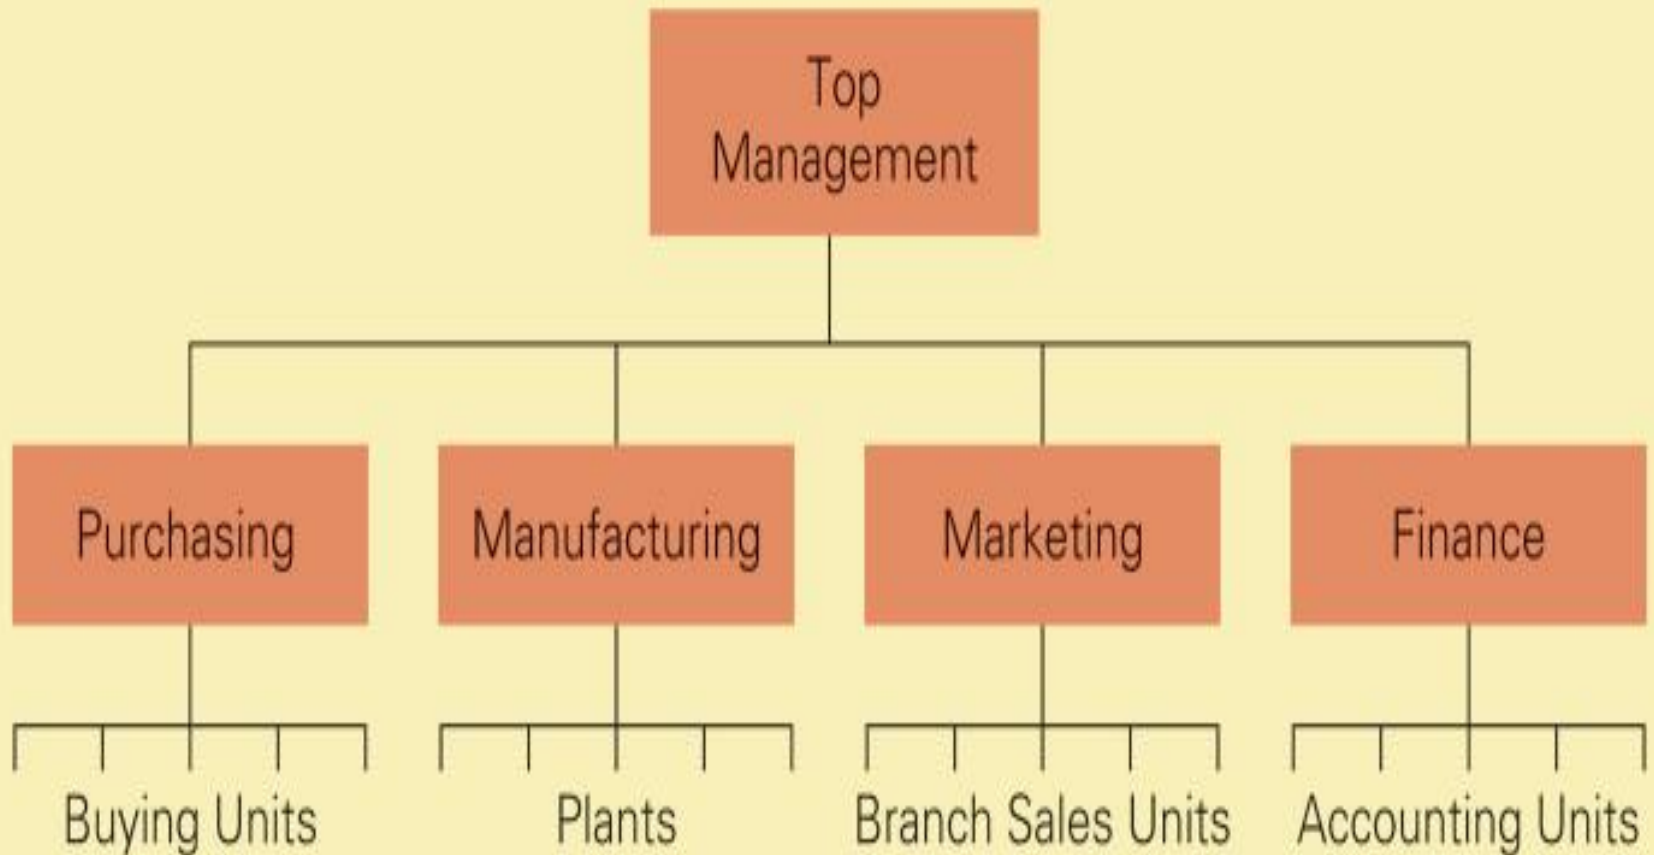 Top
Management
Purchasing
Manufacturing
Marketing
Finance
Buying Units
Plants
Branch Sales Units
Accounting Units